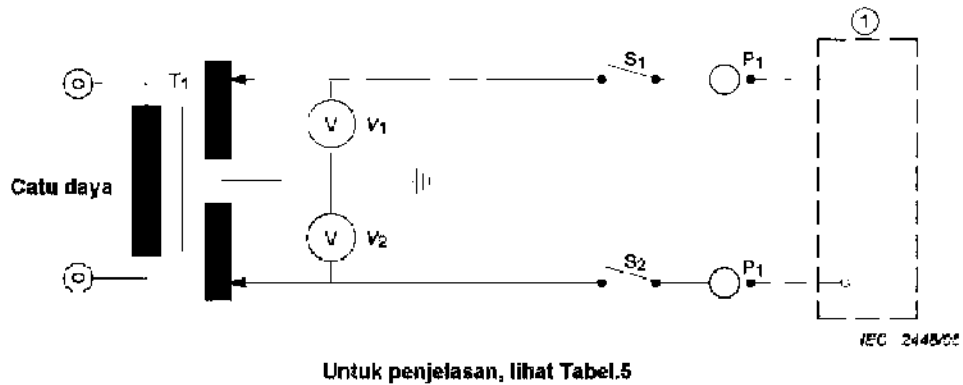 1
S1
P1
T1
V
V1
Catu daya
V
V2
S2
P1
IEC 2448/05
Untuk penjelasan, lihat Tabel.5